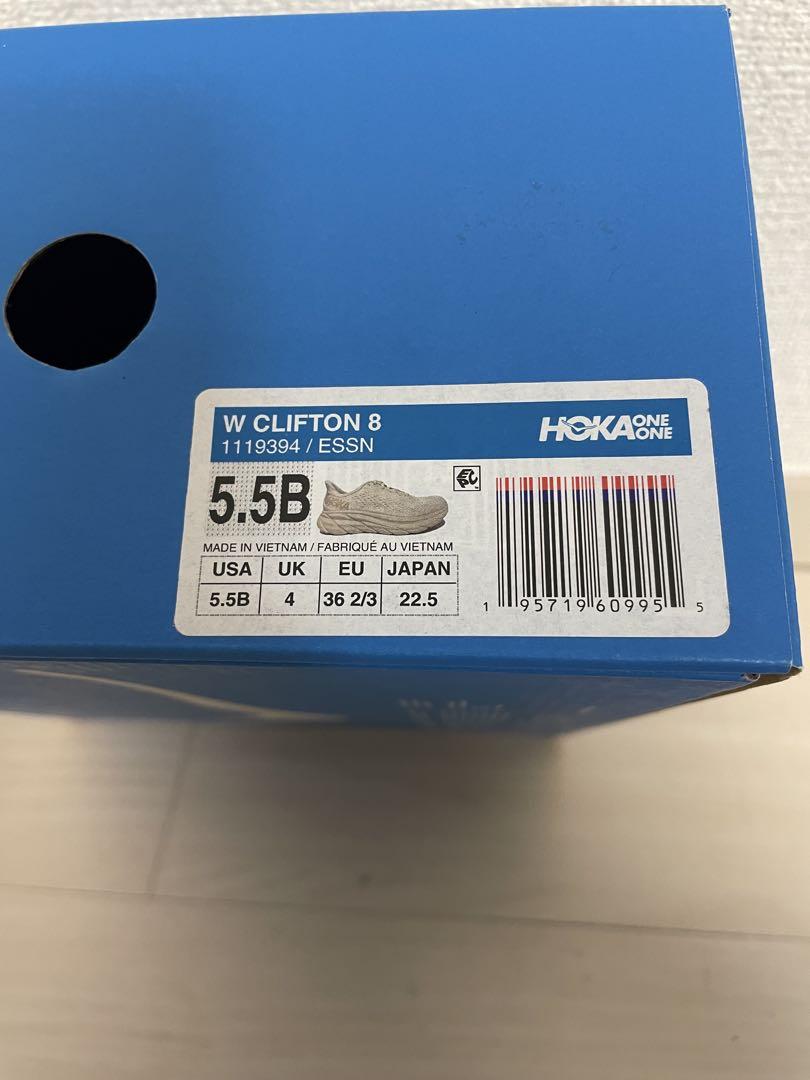 W CLIFTON 8
1119394 / ESSN
HOKA ONE ONE
5.5B
MADE IN VIETNAM / FABRIQUÉ AU VIETNAM
USA UK EU JAPAN
5.5B 4 36 2/3 22.5
1 95719 60995 5